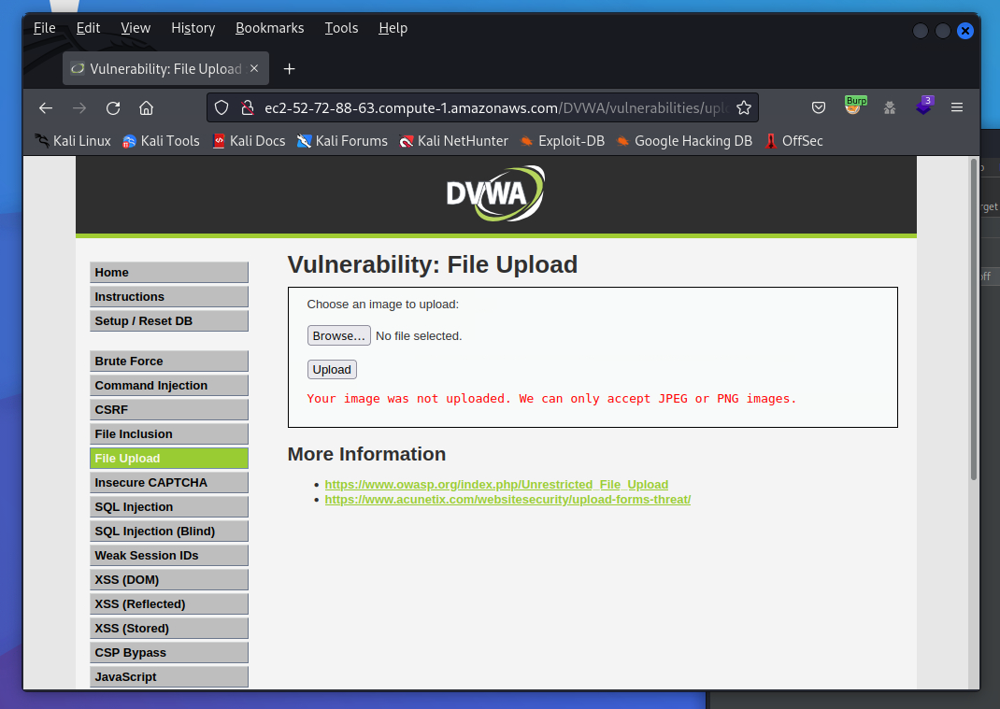 File Edit View History Bookmarks Tools Help
Vulnerability: File Upload
ec2-52-72-88-63.compute-1.amazonaws.com/DVWA/vulnerabilities/uplo
Burp
3
Kali Linux Kali Tools Kali Docs Kali Forums Kali NetHunter Exploit-DB Google Hacking DB OffSec
rget
off
DVWA
Vulnerability: File Upload
Choose an image to upload:
Browse... No file selected.
Upload
Your image was not uploaded. We can only accept JPEG or PNG images.
More Information
https://www.owasp.org/index.php/Unrestricted_File_Upload
https://www.acunetix.com/websitesecurity/upload-forms-threat/
Home
Instructions
Setup / Reset DB
Brute Force
Command Injection
CSRF
File Inclusion
File Upload
Insecure CAPTCHA
SQL Injection
SQL Injection (Blind)
Weak Session IDs
XSS (DOM)
XSS (Reflected)
XSS (Stored)
CSP Bypass
JavaScript